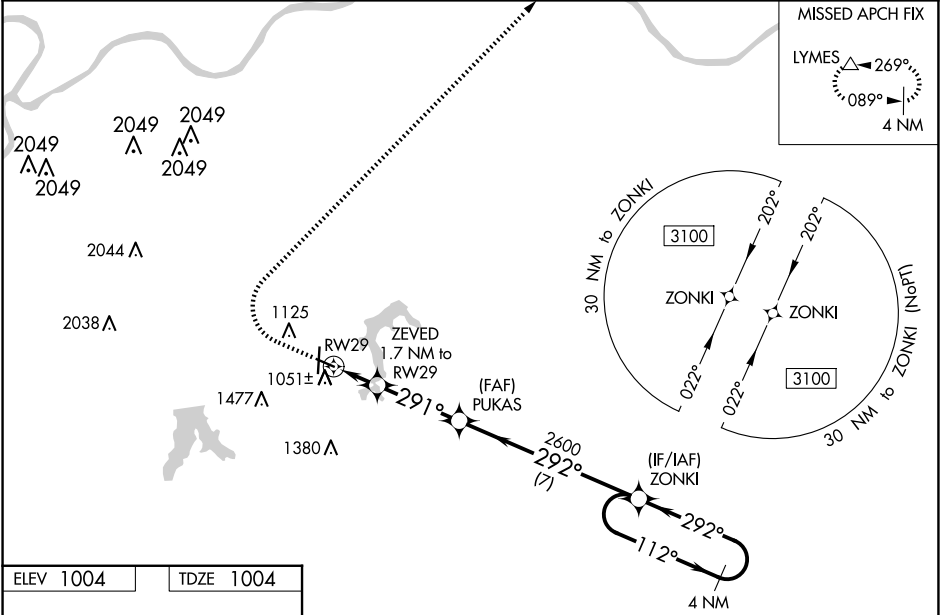 MISSED APCH FIX
LYMES
269°
089°
4 NM
2049
2049
2049
2049
2049
2044
2038
1125
RW29
1051±
1477
1380
ZEVED
1.7 NM to
RW29
291°
(FAF)
PUKAS
2600
292°
(7)
(IF/IAF)
ZONKI
292°
112°
4 NM
30 NM to ZONKI
3100
202°
ZONKI
022°
202°
ZONKI
022°
3100
30 NM to ZONKI (NoPT)
ELEV 1004
TDZE 1004